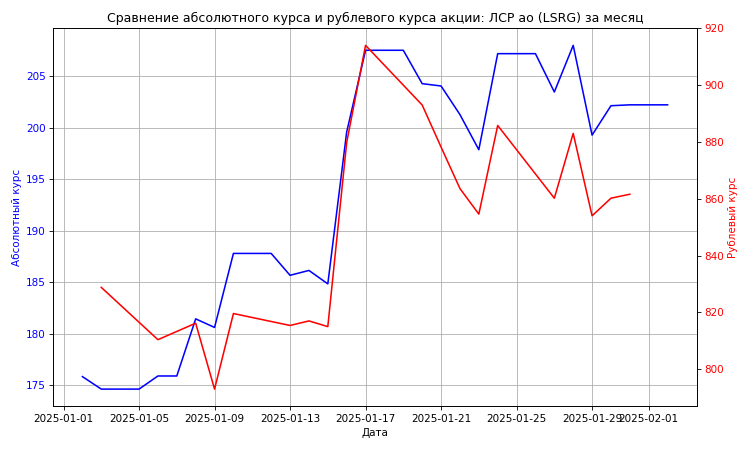 Сравнение абсолютного курса и рублевого курса акции: ЛСР ао (LSRG) за месяц
Абсолютный курс
205
200
195
190
185
180
175
920
900
880
860
840
820
800
Рублевый курс
2025-01-01 2025-01-05 2025-01-09 2025-01-13 2025-01-17 2025-01-21 2025-01-25 2025-01-29 2025-02-01
Дата